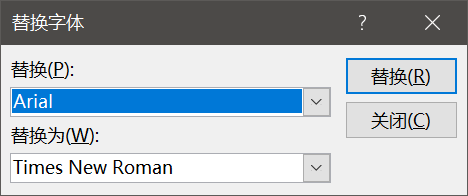 替换字体
替换(P):
Arial
替换(R)
关闭(C)
替换为(W):
Times New Roman